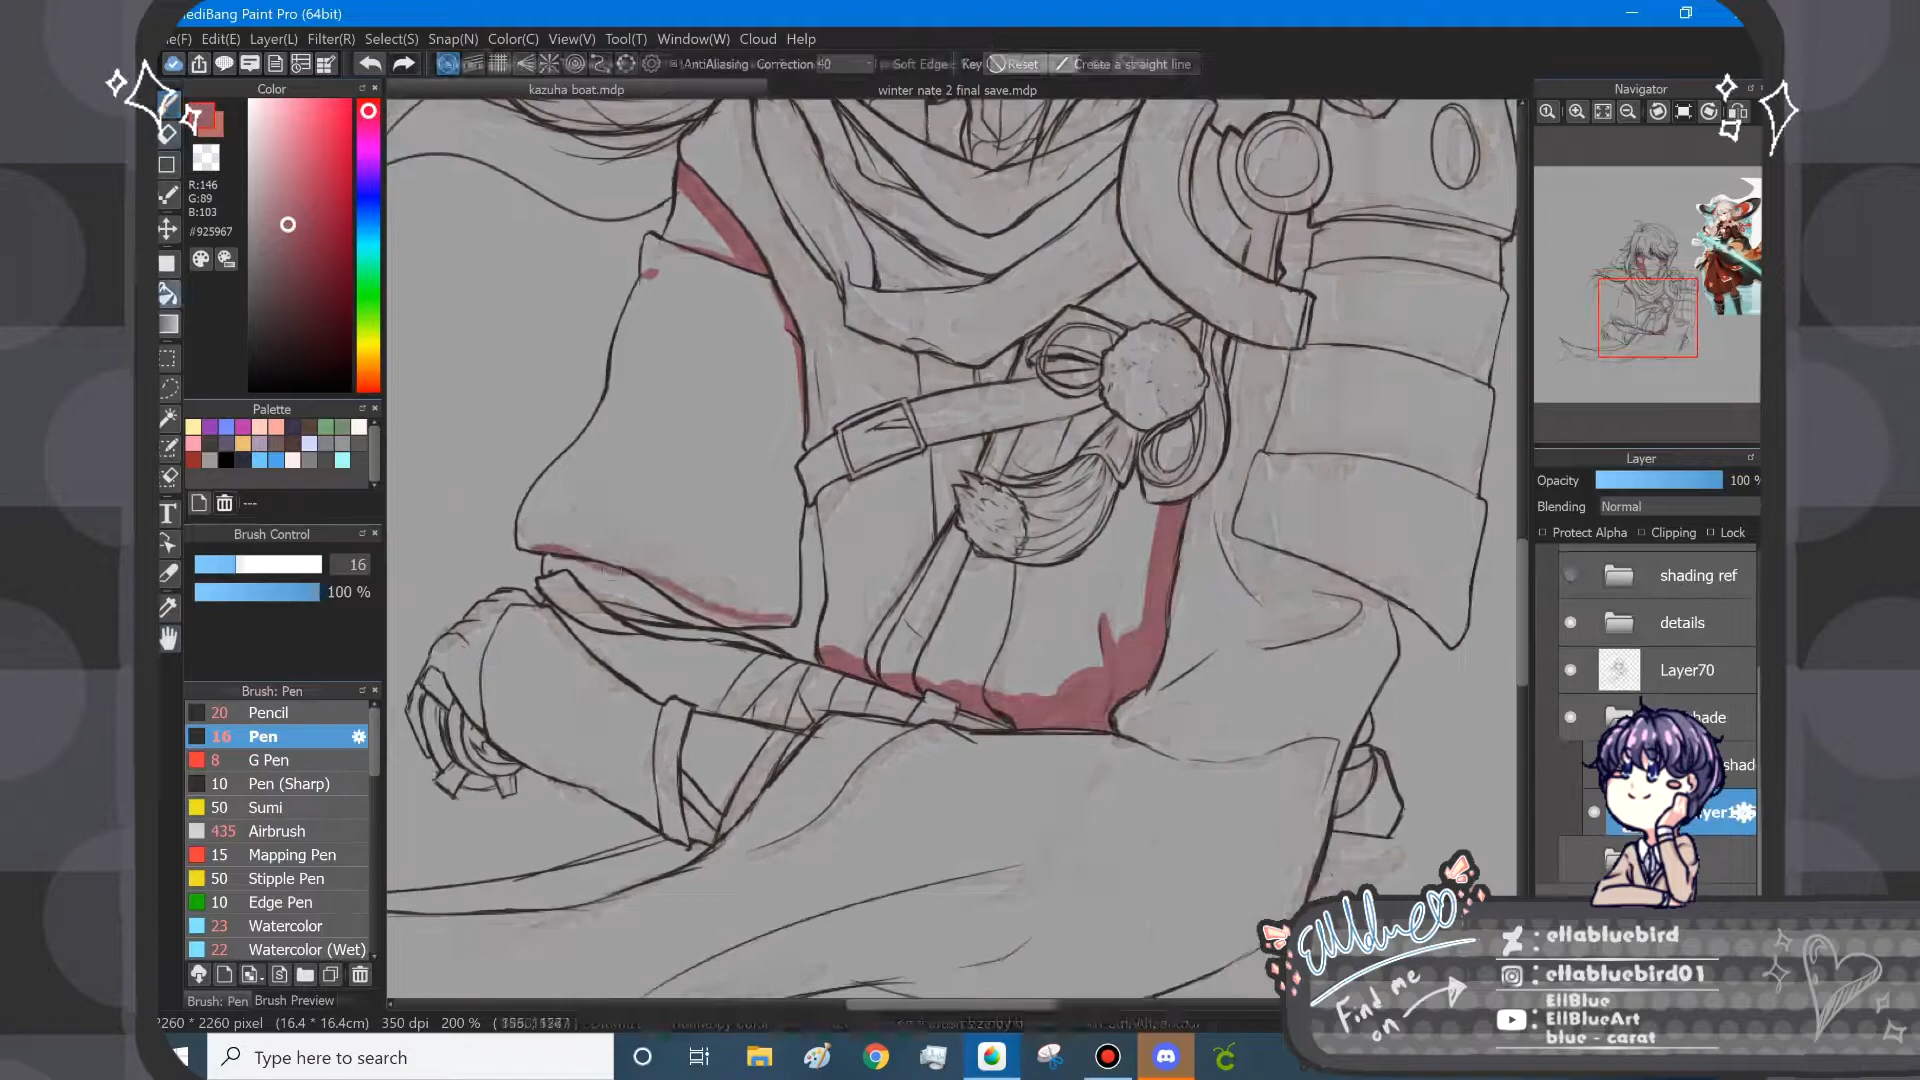 ediBang Paint Pro (64bit)
e(F) Edit(E) Layer(L) Filter(R) Select(S) Snap(N) Color(C) View(V) Tool(T) Window(W) Cloud Help
AntiAliasing Correction 40 Soft Edge Key Reset Create a straight line
kazuha boat.mdp winter nate 2 final save.mdp
Color
R:146
G:89
B:103
#925967
Palette
---
Brush Control
16
100 %
Brush: Pen
20 Pencil
16 Pen
8 G Pen
10 Pen (Sharp)
50 Sumi
435 Airbrush
15 Mapping Pen
50 Stipple Pen
10 Edge Pen
23 Watercolor
22 Watercolor (Wet)
Brush: Pen Brush Preview
2260 * 2260 pixel (16.4 * 16.4cm) 350 dpi 200 %
Type here to search
Navigator
Layer
Opacity 100 %
Blending Normal
Protect Alpha Clipping Lock
shading ref
details
Layer70
hade
shad
Find me
on
: ellabluebird
: ellabluebird01
EllBlue
: EllBlueArt
blue - carat